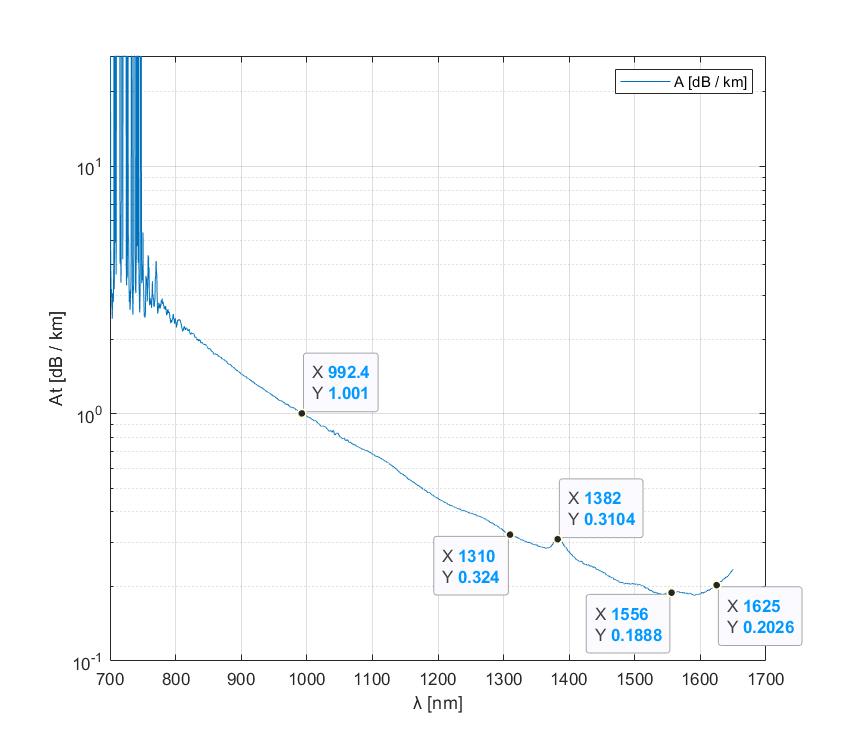 A [dB / km]
10^1
10^0
10^-1
At [dB / km]
X 992.4
Y 1.001
X 1382
Y 0.3104
X 1310
Y 0.324
X 1556
Y 0.1888
X 1625
Y 0.2026
700 800 900 1000 1100 1200 1300 1400 1500 1600 1700
λ [nm]